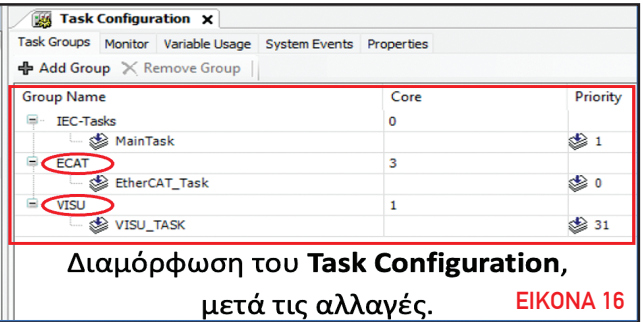 Task Configuration x
Task Groups Monitor Variable Usage System Events Properties
Add Group Remove Group
Group Name Core Priority
IEC-Tasks 0
MainTask 1
ECAT 3
EtherCAT_Task 0
VISU 1
VISU_TASK 31
Διαμόρφωση του Task Configuration,
μετά τις αλλαγές.
ΕΙΚΟΝΑ 16